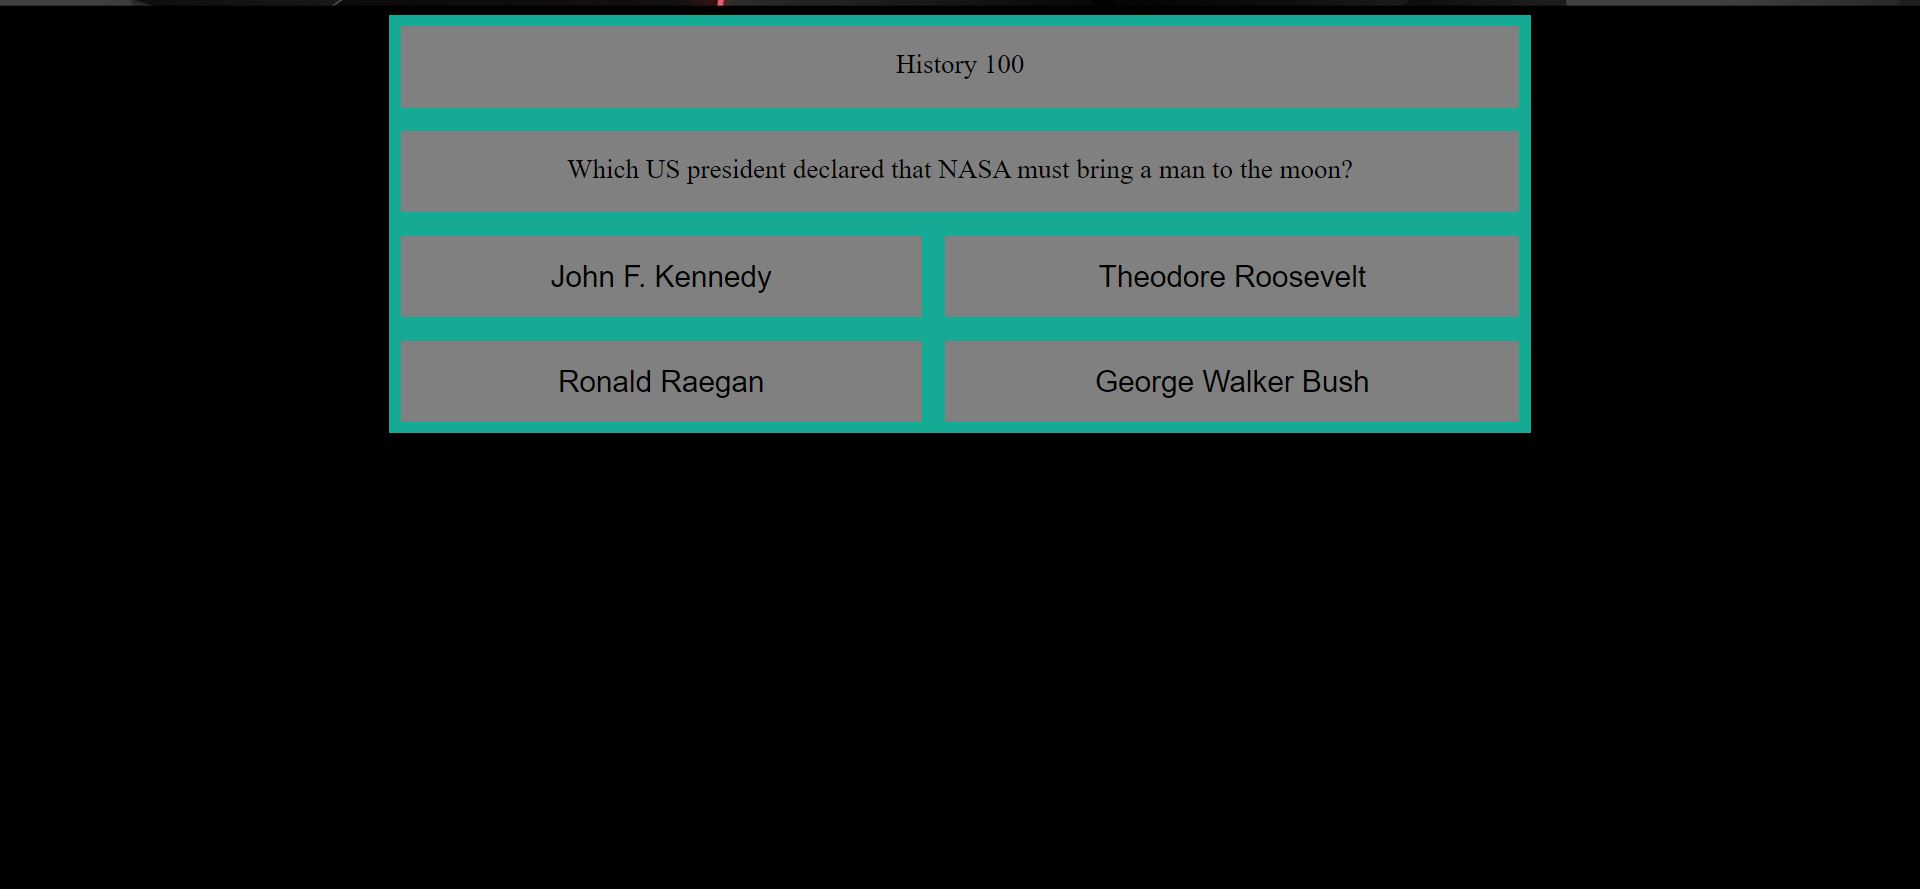 History 100
Which US president declared that NASA must bring a man to the moon?
John F. Kennedy
Theodore Roosevelt
Ronald Raegan
George Walker Bush